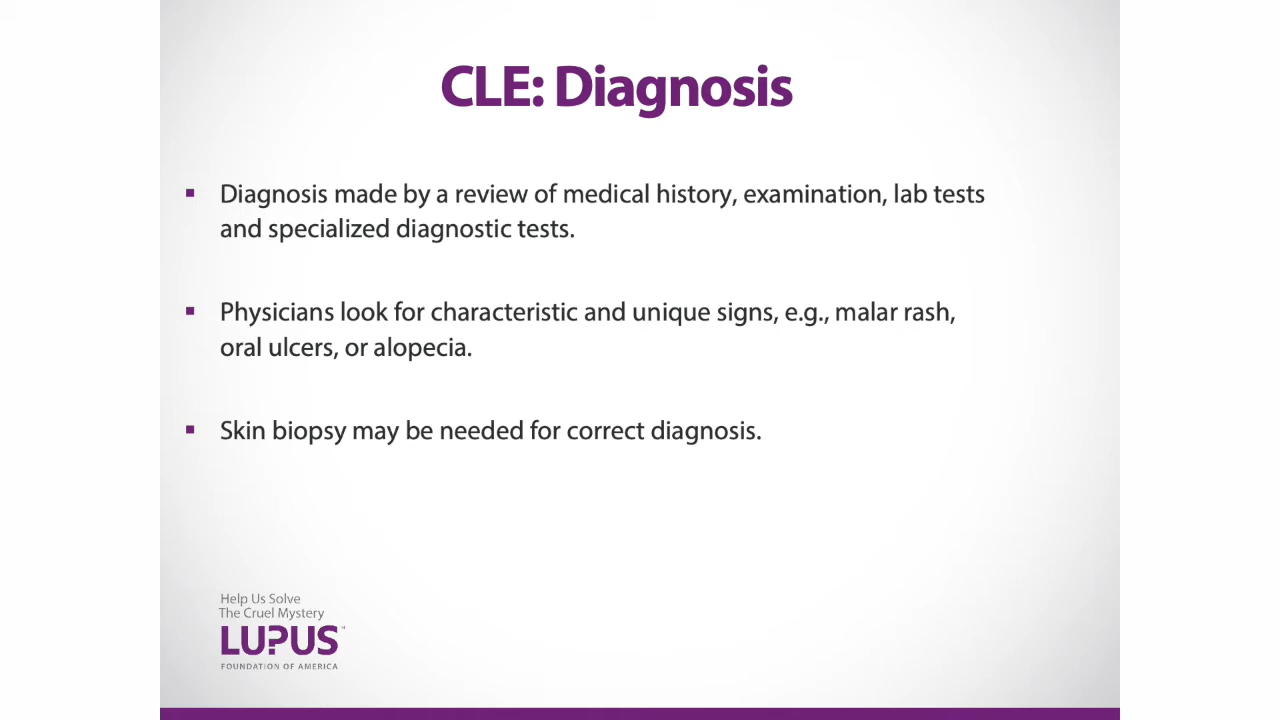 CLE: Diagnosis
▪ Diagnosis made by a review of medical history, examination, lab tests
and specialized diagnostic tests.
▪ Physicians look for characteristic and unique signs, e.g., malar rash,
oral ulcers, or alopecia.
▪ Skin biopsy may be needed for correct diagnosis.
Help Us Solve
The Cruel Mystery
LUPUS™
FOUNDATION OF AMERICA